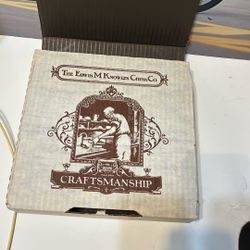 The Edwin M. Knowles China Co.
CRAFTSMANSHIP